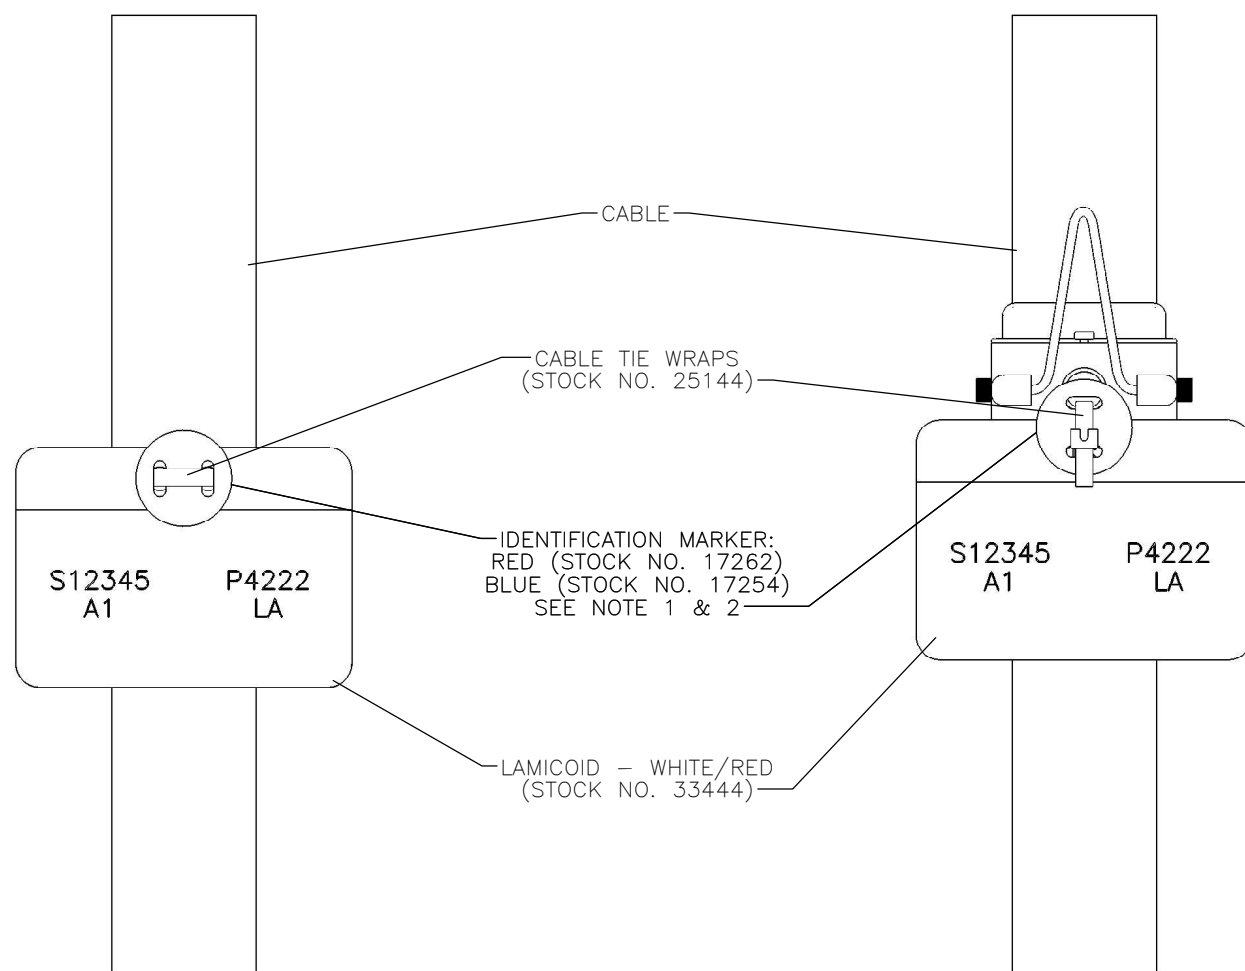 CABLE
CABLE TIE WRAPS
(STOCK NO. 25144)
IDENTIFICATION MARKER:
RED (STOCK NO. 17262)
BLUE (STOCK NO. 17254)
SEE NOTE 1 & 2
S12345 P4222
A1 LA
S12345 P4222
A1 LA
LAMICOID – WHITE/RED
(STOCK NO. 33444)